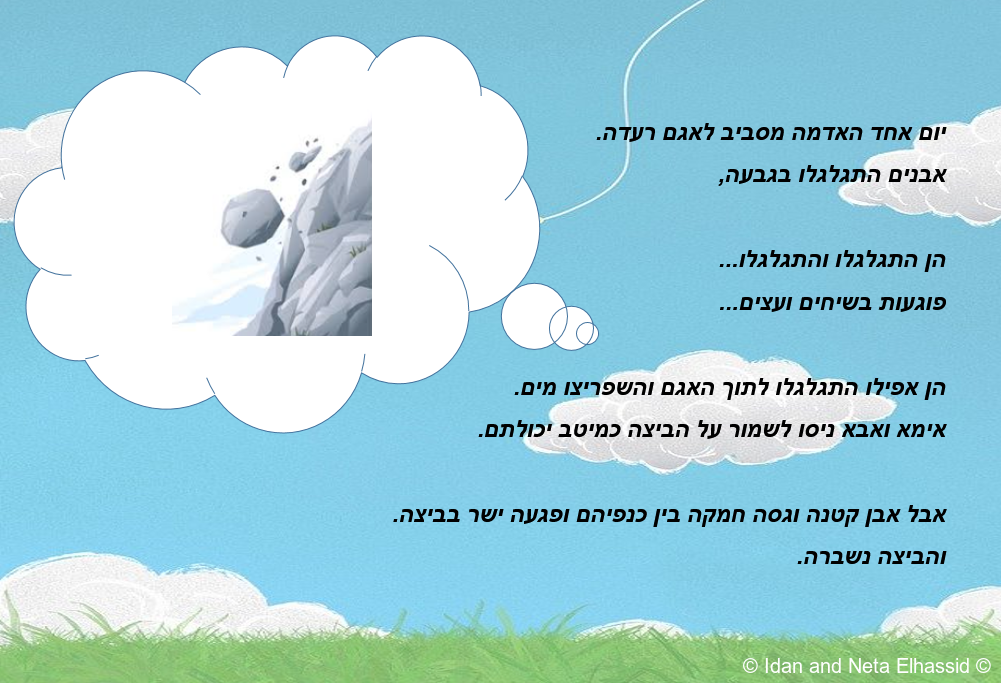 יום אחד האדמה מסביב לאגם רעדה.
אבנים התגלגלו בגבעה,
הן התגלגלו והתגלגלו...
פוגעות בשיחים ועצים...
הן אפילו התגלגלו לתוך האגם והשפריצו מים.
אימא ואבא ניסו לשמור על הביצה כמיטב יכולתם.
אבל אבן קטנה וגסה חמקה בין כנפיהם ופגעה ישר בביצה.
והביצה נשברה.
© Idan and Neta Elhassid ©